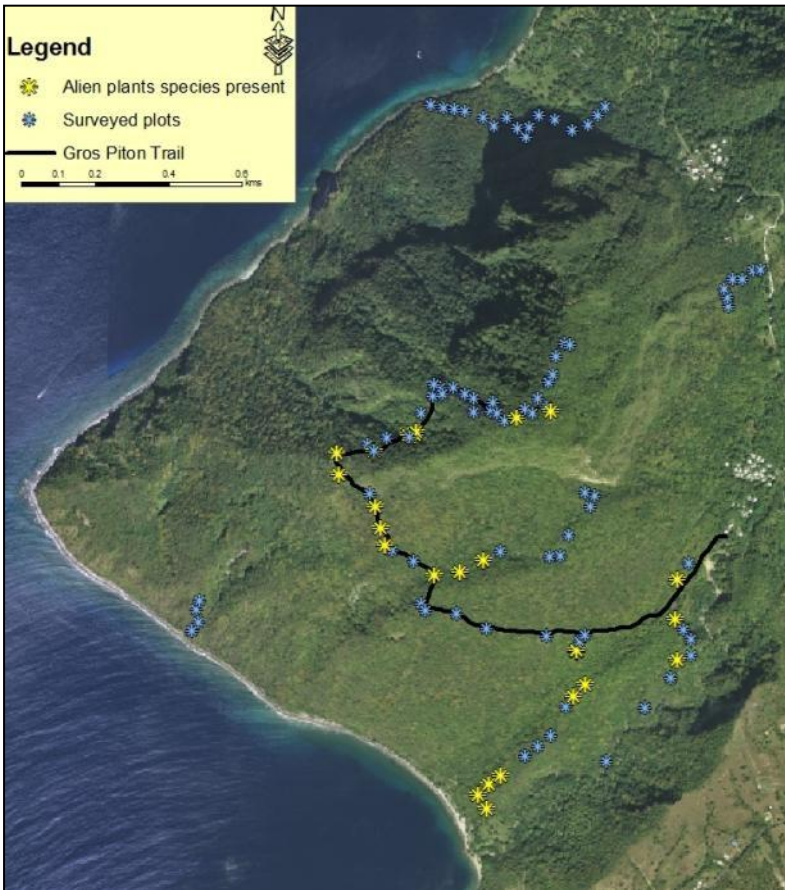 N
Legend
Alien plants species present
Surveyed plots
Gros Piton Trail
0 0.1 0.2 0.4 0.6
kms